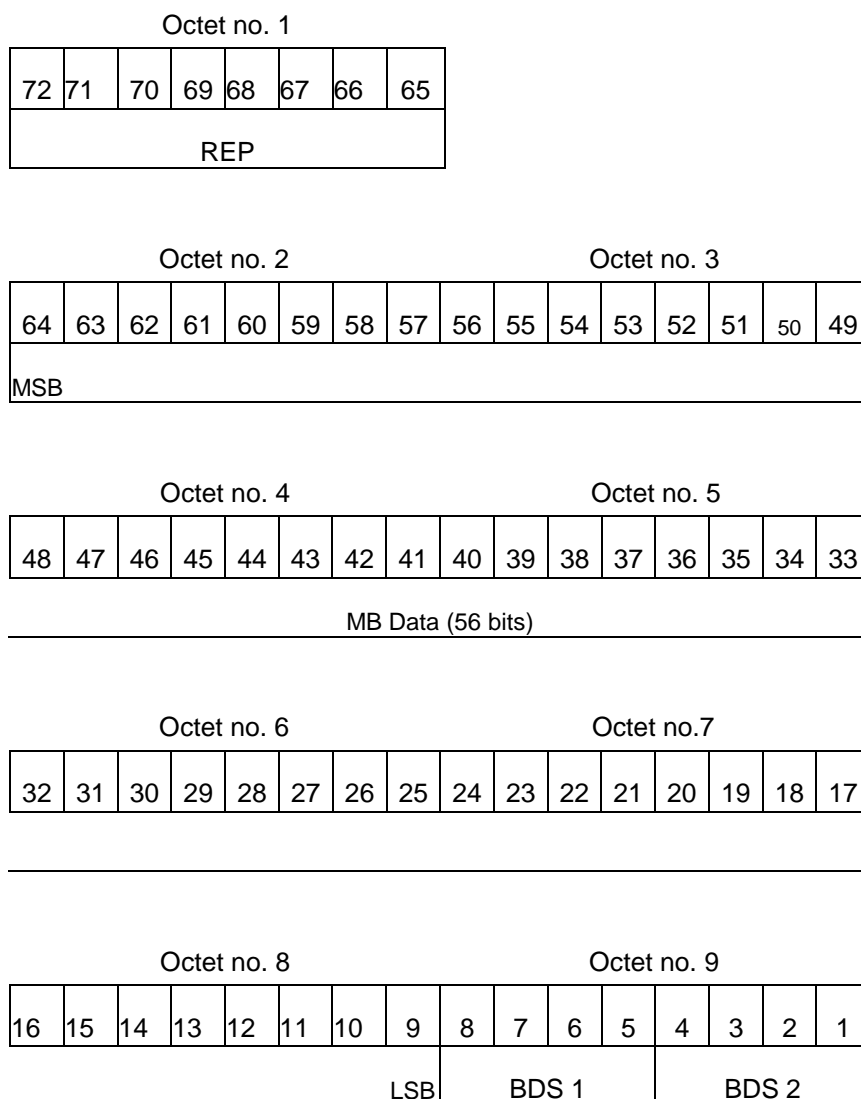 Octet no. 1
72 71 70 69 68 67 66 65
REP
Octet no. 2 Octet no. 3
64 63 62 61 60 59 58 57 56 55 54 53 52 51 50 49
MSB
Octet no. 4 Octet no. 5
48 47 46 45 44 43 42 41 40 39 38 37 36 35 34 33
MB Data (56 bits)
Octet no. 6 Octet no.7
32 31 30 29 28 27 26 25 24 23 22 21 20 19 18 17
Octet no. 8 Octet no. 9
16 15 14 13 12 11 10 9 8 7 6 5 4 3 2 1
LSB BDS 1 BDS 2